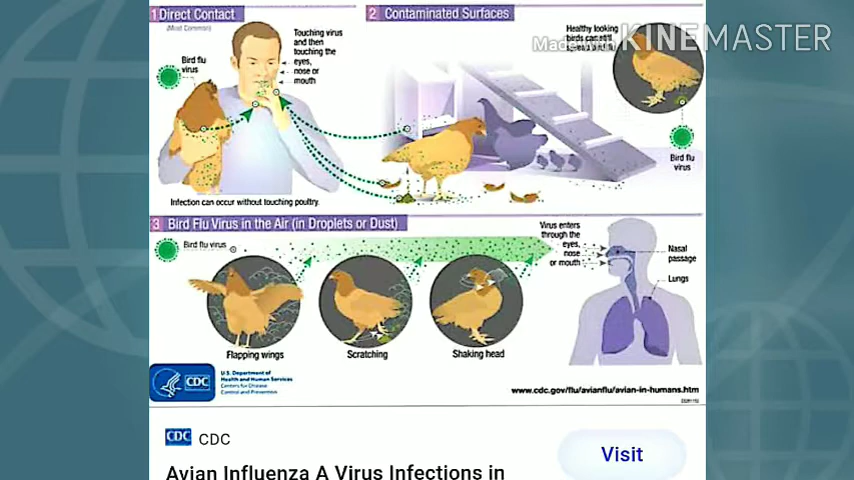 1 Direct Contact
(Most Common)
Bird flu
virus
Touching virus
and then
touching the
eyes,
nose or
mouth
Infection can occur without touching poultry.
2 Contaminated Surfaces
Healthy looking
birds can still
spread bird flu
Made
KINEMASTER
Bird flu
virus
3 Bird Flu Virus in the Air (in Droplets or Dust)
Bird flu virus
Flapping wings
Scratching
Shaking head
Virus enters
through the
eyes,
nose
or mouth
Nasal
passage
Lungs
CDC
U.S. Department of
Health and Human Services
Centers for Disease
Control and Prevention
www.cdc.gov/flu/avianflu/avian-in-humans.htm
CDC CDC
Visit
Avian Influenza A Virus Infections in